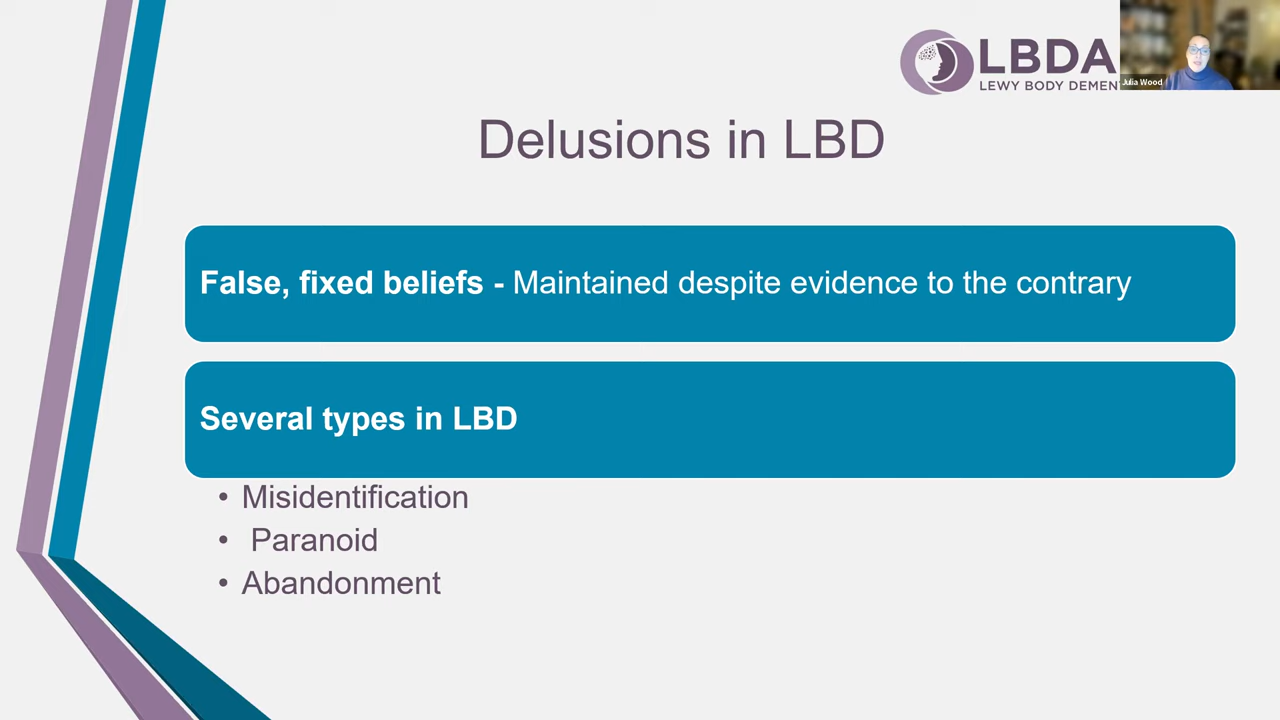 LBDA
LEWY BODY DEMEN
Julia Wood
Delusions in LBD
False, fixed beliefs - Maintained despite evidence to the contrary
Several types in LBD
• Misidentification
• Paranoid
• Abandonment